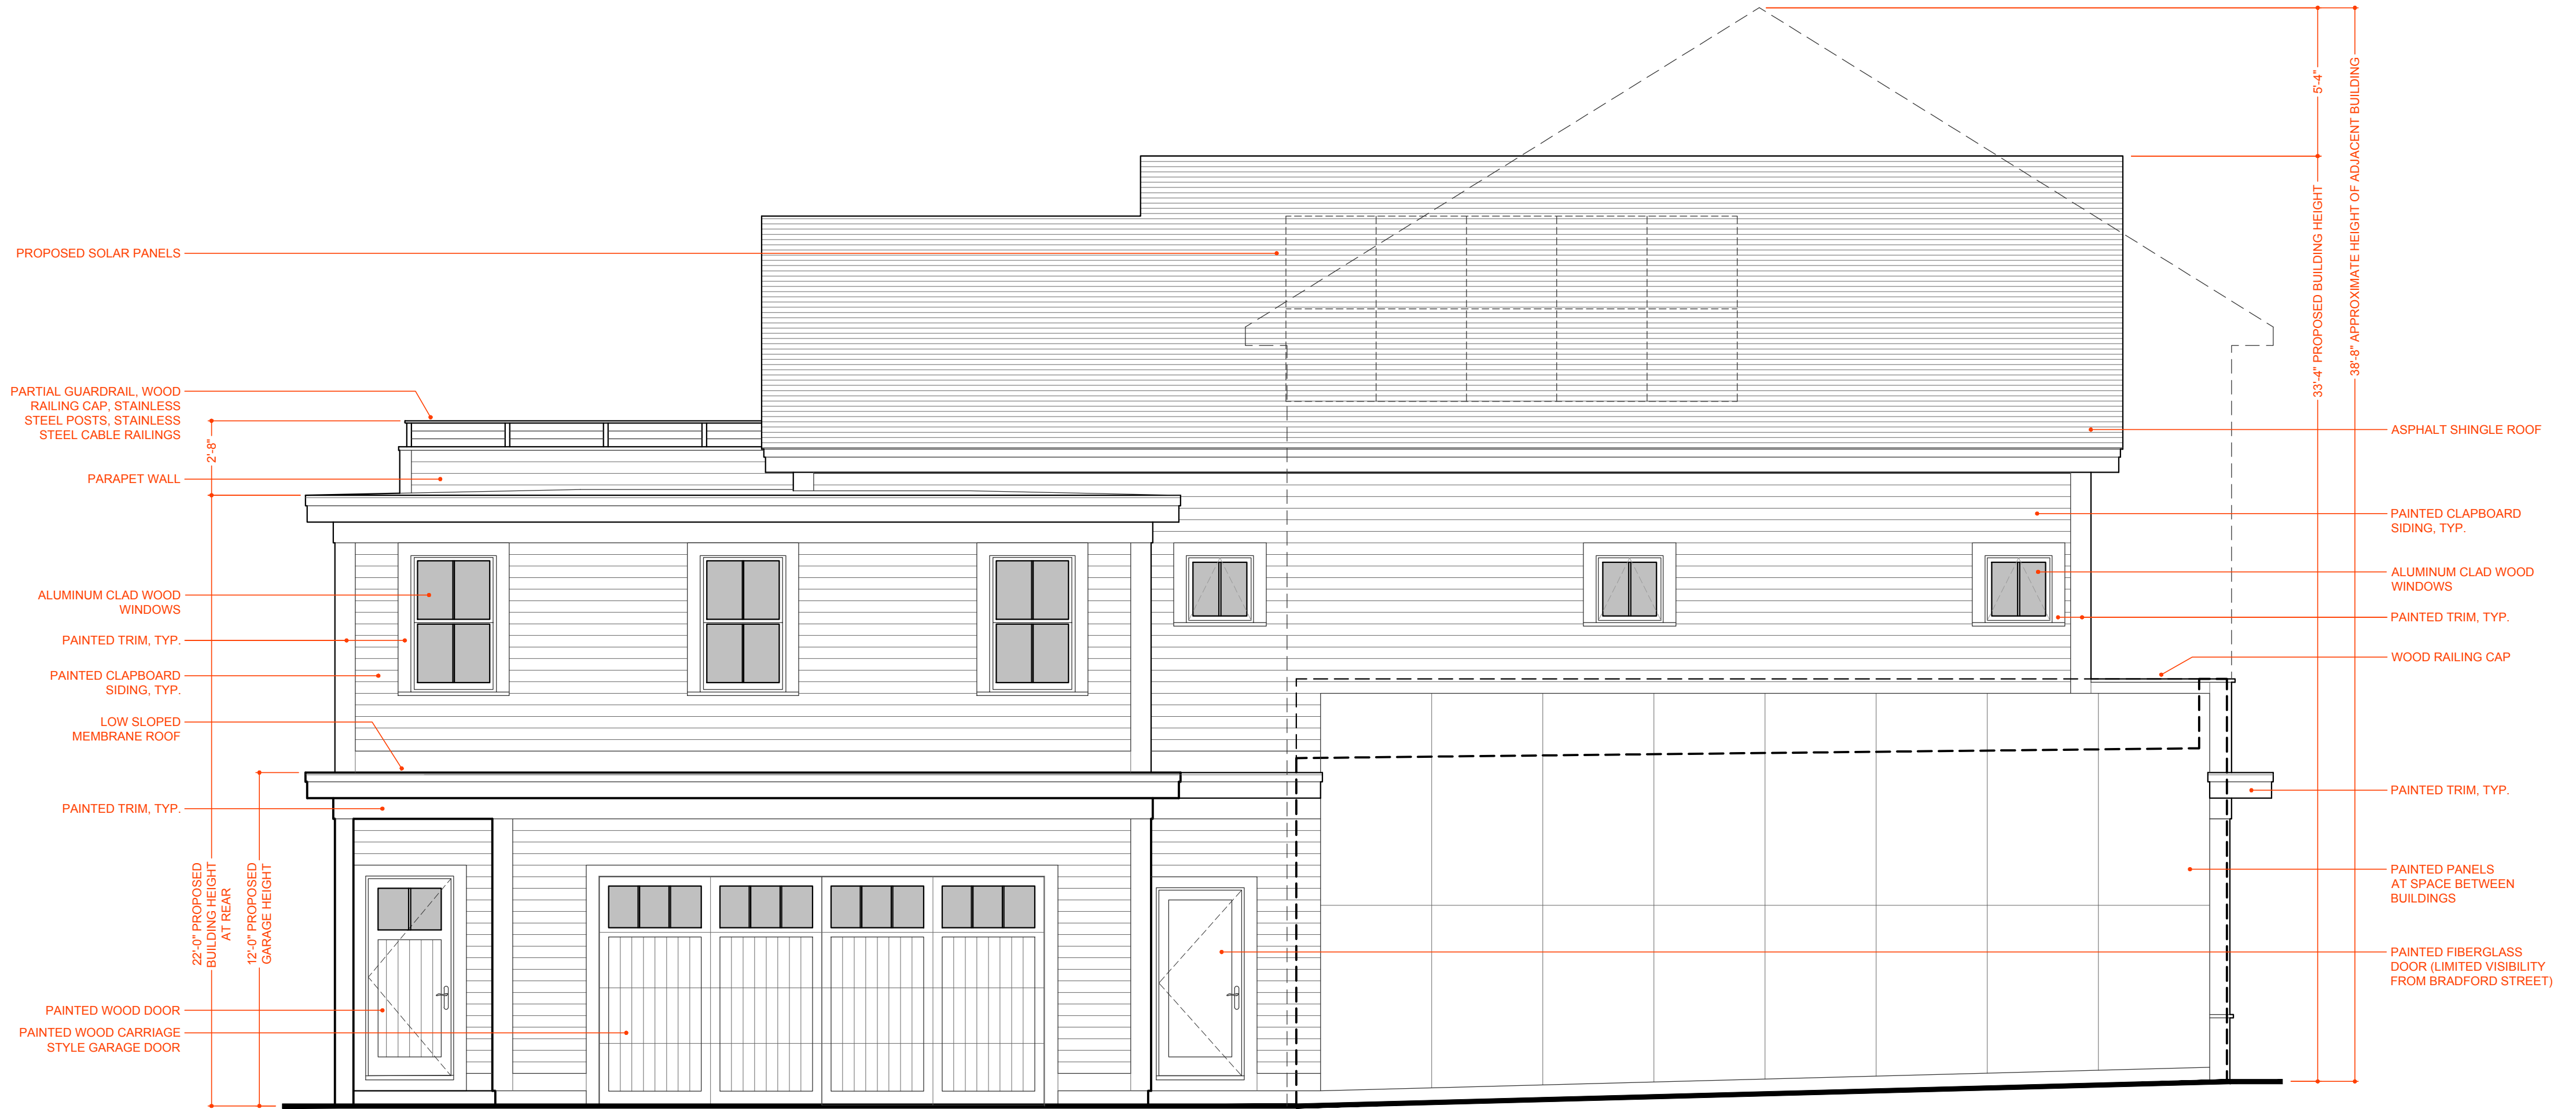 PROPOSED SOLAR PANELS
PARTIAL GUARDRAIL, WOOD
RAILING CAP, STAINLESS
STEEL POSTS, STAINLESS
STEEL CABLE RAILINGS
PARAPET WALL
ALUMINUM CLAD WOOD
WINDOWS
PAINTED TRIM, TYP.
PAINTED CLAPBOARD
SIDING, TYP.
LOW SLOPED
MEMBRANE ROOF
PAINTED TRIM, TYP.
PAINTED WOOD DOOR
PAINTED WOOD CARRIAGE
STYLE GARAGE DOOR
2'-8"
22'-0" PROPOSED
BUILDING HEIGHT
AT REAR
12'-0" PROPOSED
GARAGE HEIGHT
5'-4"
33'-4" PROPOSED BUILDING HEIGHT
38'-8" APPROXIMATE HEIGHT OF ADJACENT BUILDING
ASPHALT SHINGLE ROOF
PAINTED CLAPBOARD
SIDING, TYP.
ALUMINUM CLAD WOOD
WINDOWS
PAINTED TRIM, TYP.
WOOD RAILING CAP
PAINTED TRIM, TYP.
PAINTED PANELS
AT SPACE BETWEEN
BUILDINGS
PAINTED FIBERGLASS
DOOR (LIMITED VISIBILITY
FROM BRADFORD STREET)